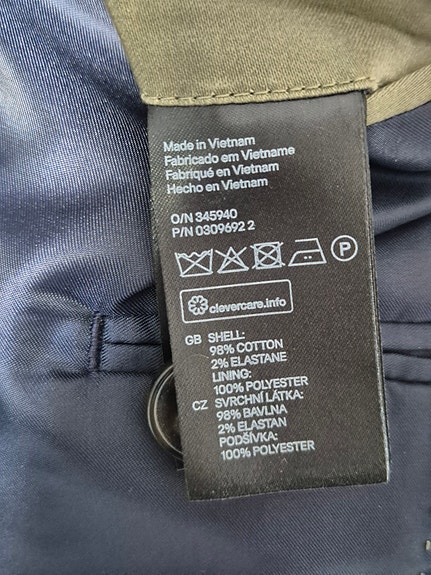 Made in Vietnam
Fabricado em Vietname
Fabriqué en Vietnam
Hecho en Vietnam
O/N 345940
P/N 0309692 2
P
clevercare.info
GB SHELL:
98% COTTON
2% ELASTANE
LINING:
100% POLYESTER
CZ SVRCHNÍ LÁTKA:
98% BAVLNA
2% ELASTAN
PODŠÍVKA:
100% POLYESTER